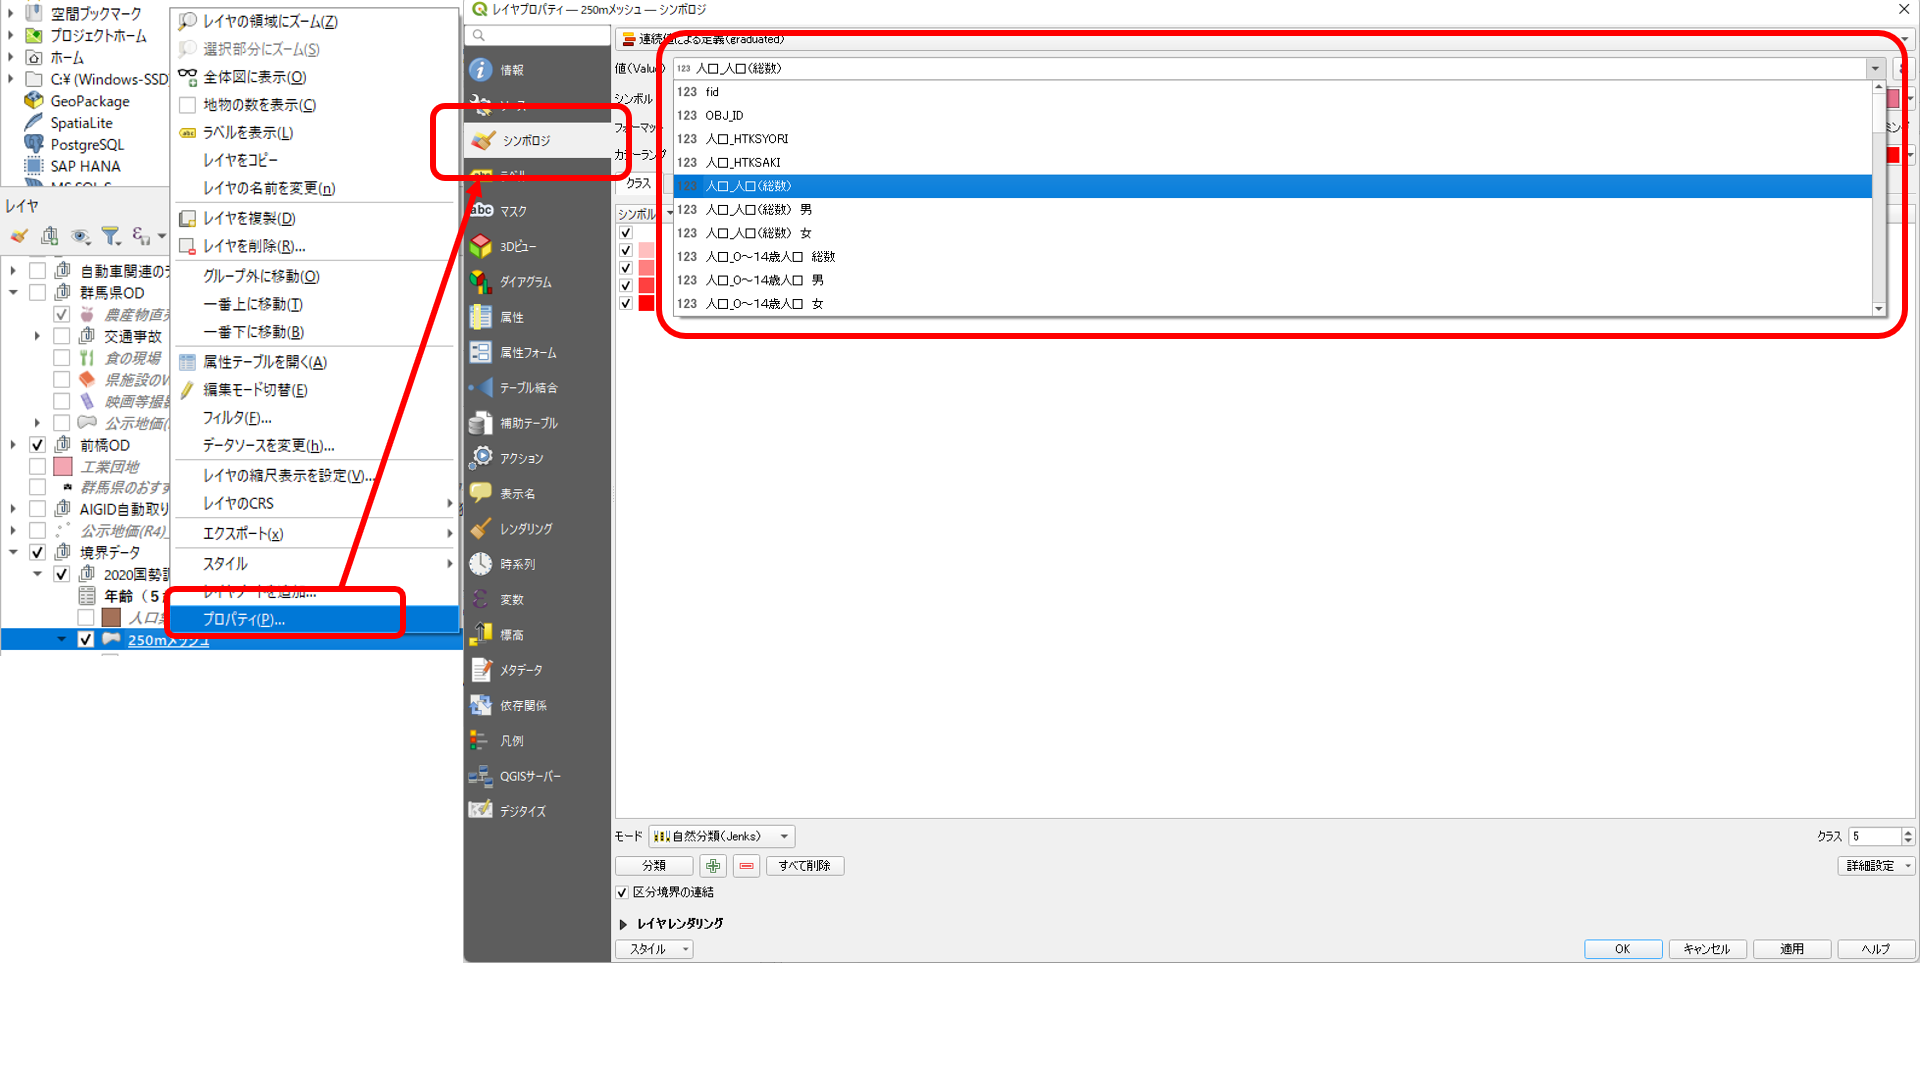 空間ブックマーク
プロジェクトホーム
ホーム
C:¥ (Windows-SSD)
GeoPackage
SpatiaLite
PostgreSQL
SAP HANA
レイヤ
自動車関連のデ
群馬県OD
農産物直売
交通事故
食の現場
県施設のW
映画等撮影
公示地価(
前橋OD
工業団地
群馬県のおすす
AIGID自動取り
公示地価(R4)_
境界データ
2020国勢調
年齢（５歳
人口集
250mメッシュ
レイヤの領域にズーム(Z)
選択部分にズーム(S)
全体図に表示(O)
地物の数を表示(C)
ラベルを表示(L)
レイヤをコピー
レイヤの名前を変更(n)
レイヤを複製(D)
レイヤを削除(R)...
グループ外に移動(O)
一番上に移動(T)
一番下に移動(B)
属性テーブルを開く(A)
編集モード切替(E)
フィルタ(F)...
データソースを変更(h)...
レイヤの縮尺表示を設定(V)...
レイヤのCRS
エクスポート(x)
スタイル
レイヤノートを追加...
プロパティ(P)...
レイヤプロパティ — 250mメッシュ — シンボロジ
情報
ソース
シンボロジ
ラベル
abc マスク
3Dビュー
ダイアグラム
属性
属性フォーム
テーブル結合
補助テーブル
アクション
表示名
レンダリング
時系列
変数
標高
メタデータ
依存関係
凡例
QGISサーバー
デジタイズ
連続値による定義(graduated)
値(Value) 123 人口_人口(総数)
シンボル
フォーマット
カラーランプ
クラス
シンボル
123 fid
123 OBJ_ID
123 人口_HTKSYORI
123 人口_HTKSAKI
123 人口_人口(総数)
123 人口_人口(総数) 男
123 人口_人口(総数) 女
123 人口_0～14歳人口 総数
123 人口_0～14歳人口 男
123 人口_0～14歳人口 女
モード 自然分類(Jenks)
クラス 5
分類 すべて削除
詳細設定
区分境界の連結
レイヤレンダリング
スタイル
OK キャンセル 適用 ヘルプ